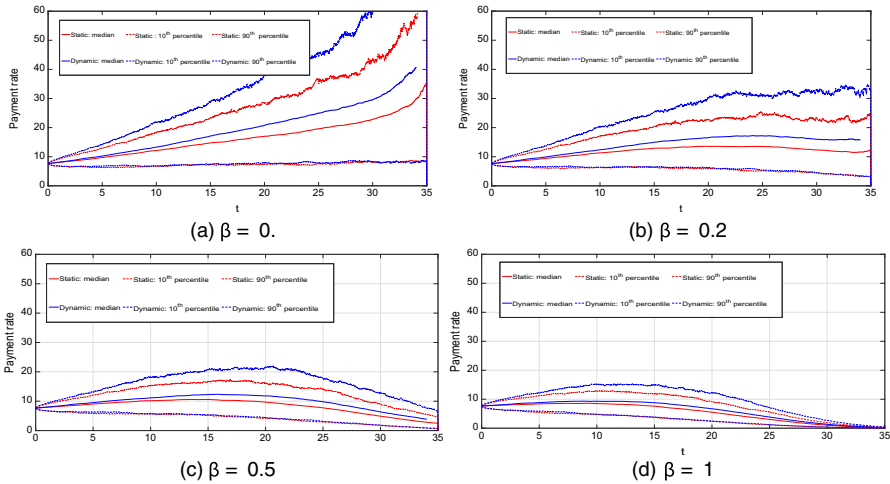 60
50
40
30
20
10
0
Payment rate
Static: median
Static : 10th percentile
Static: 90th percentile
Dynamic: median
Dynamic: 10th percentile
Dynamic: 90th percentile
0 5 10 15 20 25 30 35
t
(a) β = 0.
60
50
40
30
20
10
0
Payment rate
Static: median
Static: 10th percentile
Static: 90th percentile
Dynamic: median
Dynamic: 10th percentile
Dynamic: 90th percentile
0 5 10 15 20 25 30 35
t
(b) β = 0.2
60
50
40
30
20
10
0
Payment rate
Static: median
Static: 10th percentile
Static: 90th percentile
Dynamic: median
Dynamic: 10th percentile
Dynamic: 90th percentile
0 5 10 15 20 25 30 35
(c) β = 0.5
60
50
40
30
20
10
0
Payment rate
Static: median
Static: 10th percentile
Static: 90th percentile
Dynamic: median
Dynamic: 10th percentile
Dynamic: 90th percentile
0 5 10 15 20 25 30 35
t
(d) β = 1